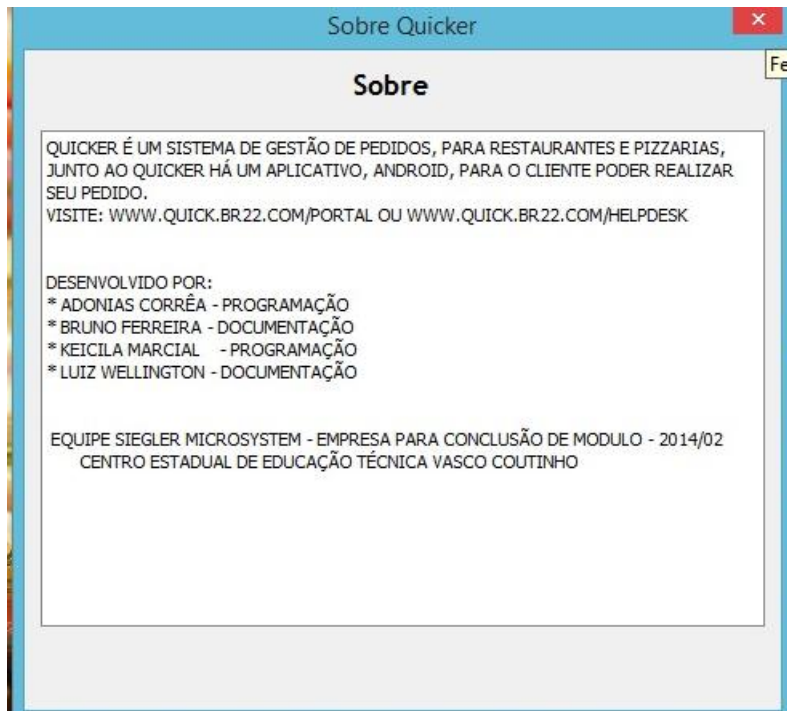 Sobre Quicker
Fe
Sobre
QUICKER É UM SISTEMA DE GESTÃO DE PEDIDOS, PARA RESTAURANTES E PIZZARIAS,
JUNTO AO QUICKER HÁ UM APLICATIVO, ANDROID, PARA O CLIENTE PODER REALIZAR
SEU PEDIDO.
VISITE: WWW.QUICK.BR22.COM/PORTAL OU WWW.QUICK.BR22.COM/HELPDESK
DESENVOLVIDO POR:
* ADONIAS CORRÊA - PROGRAMAÇÃO
* BRUNO FERREIRA - DOCUMENTAÇÃO
* KEICILA MARCIAL - PROGRAMAÇÃO
* LUIZ WELLINGTON - DOCUMENTAÇÃO
EQUIPE SIEGLER MICROSYSTEM - EMPRESA PARA CONCLUSÃO DE MODULO - 2014/02
CENTRO ESTADUAL DE EDUCAÇÃO TÉCNICA VASCO COUTINHO